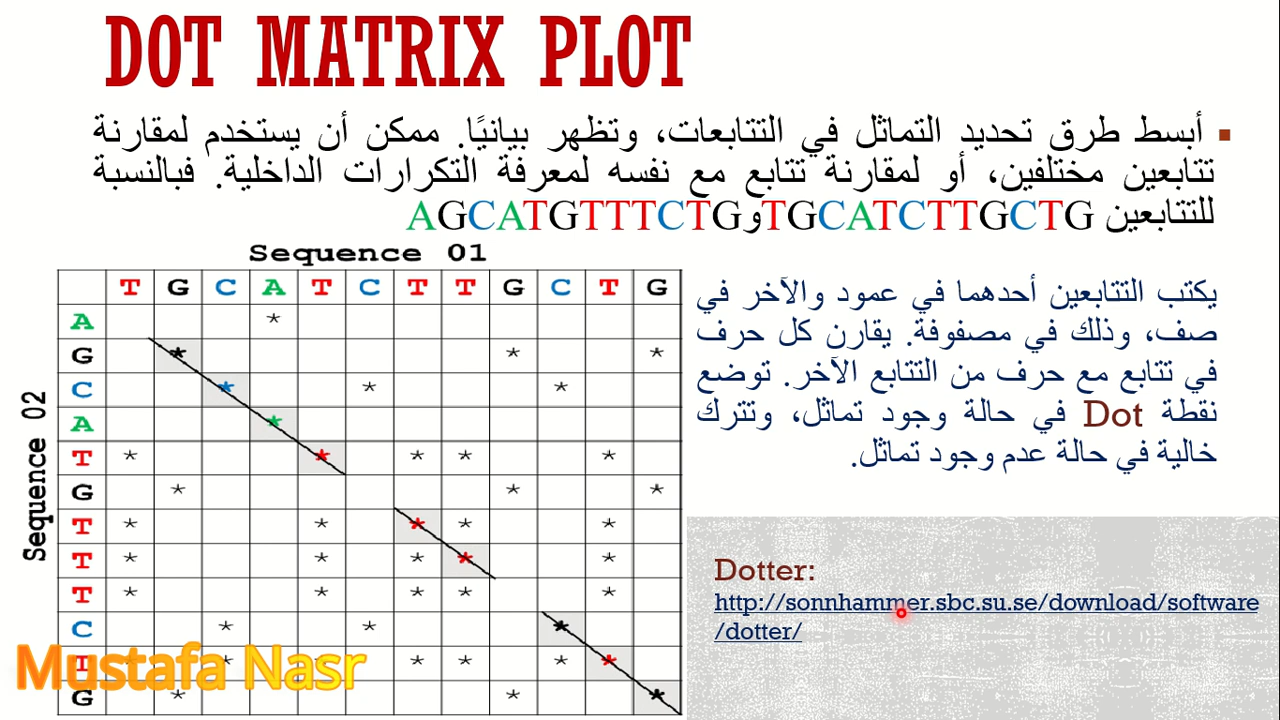 DOT MATRIX PLOT
▪ أبسط طرق تحديد التماثل في التتابعات، وتظهر بيانيًا. ممكن أن يستخدم لمقارنة
تتابعين مختلفين، أو لمقارنة تتابع مع نفسه لمعرفة التكرارات الداخلية. فبالنسبة
للتتابعين TGCATCTTGCTG وAGCATGTTTCTG
Sequence 01
T G C A T C T T G C T G
Sequence 02
A *
G * * *
C * * *
A *
T * * * * *
G * * *
T * * * * *
T * * * * *
T * * * * *
C * * *
T * * * * * *
G * * *
يكتب التتابعين أحدهما في عمود والآخر في
صف، وذلك في مصفوفة. يقارن كل حرف
في تتابع مع حرف من التتابع الآخر. توضع
نقطة Dot في حالة وجود تماثل، وتترك
خالية في حالة عدم وجود تماثل.
Dotter:
http://sonnhammer.sbc.su.se/download/software
/dotter/
Mustafa Nasr